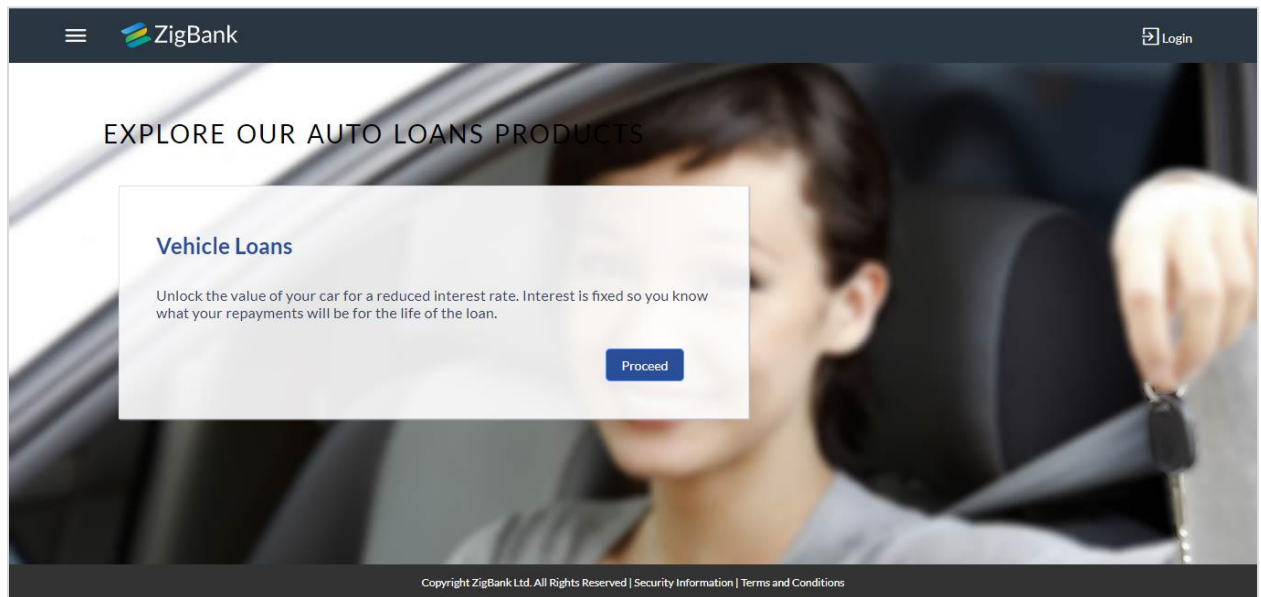 ZigBank
Login
EXPLORE OUR AUTO LOANS PRODUCTS
Vehicle Loans
Unlock the value of your car for a reduced interest rate. Interest is fixed so you know
what your repayments will be for the life of the loan.
Proceed
Copyright ZigBank Ltd. All Rights Reserved | Security Information | Terms and Conditions